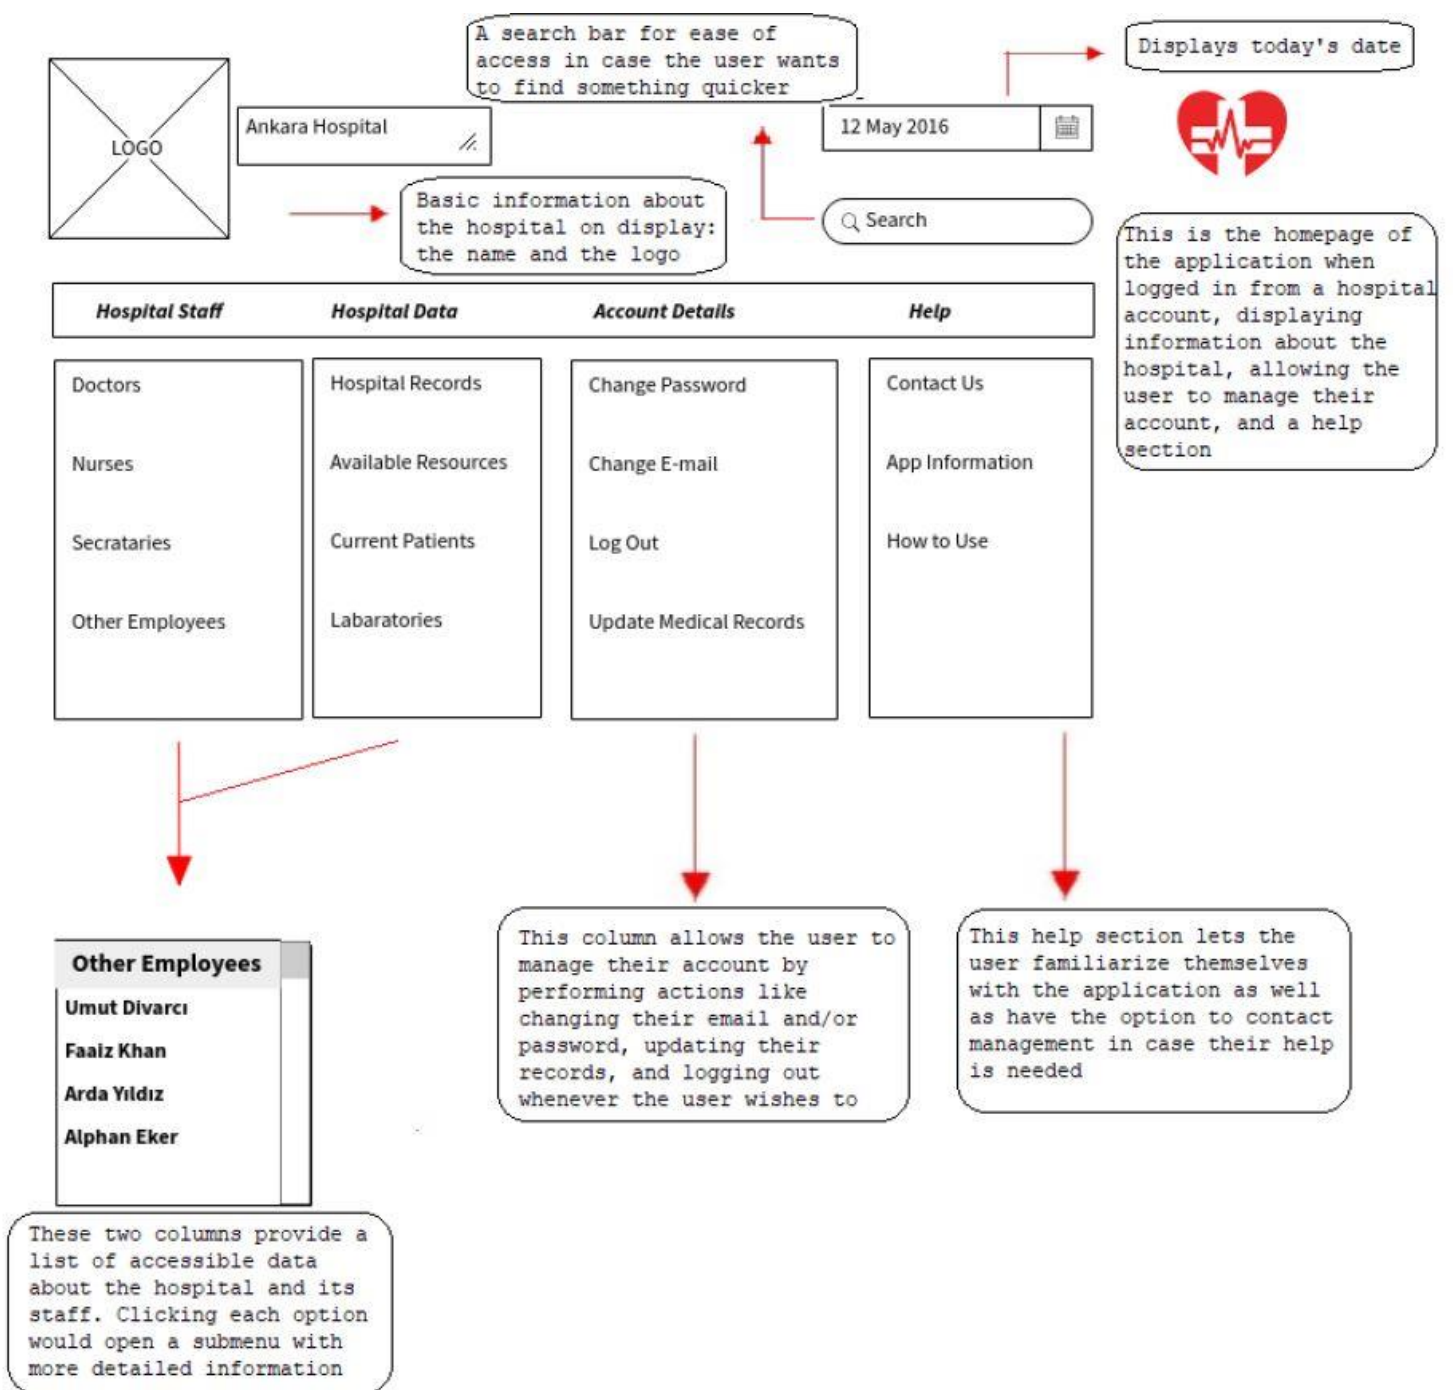 A search bar for ease of
access in case the user wants
to find something quicker
Displays today's date
LOGO
Ankara Hospital
12 May 2016
Basic information about
the hospital on display:
the name and the logo
Search
This is the homepage of
the application when
logged in from a hospital
account, displaying
information about the
hospital, allowing the
user to manage their
account, and a help
section
Hospital Staff
Hospital Data
Account Details
Help
Doctors
Nurses
Secrataries
Other Employees
Hospital Records
Available Resources
Current Patients
Labaratories
Change Password
Change E-mail
Log Out
Update Medical Records
Contact Us
App Information
How to Use
Other Employees
Umut Divarcı
Faaiz Khan
Arda Yıldız
Alphan Eker
These two columns provide a
list of accessible data
about the hospital and its
staff. Clicking each option
would open a submenu with
more detailed information
This column allows the user to
manage their account by
performing actions like
changing their email and/or
password, updating their
records, and logging out
whenever the user wishes to
This help section lets the
user familiarize themselves
with the application as well
as have the option to contact
management in case their help
is needed